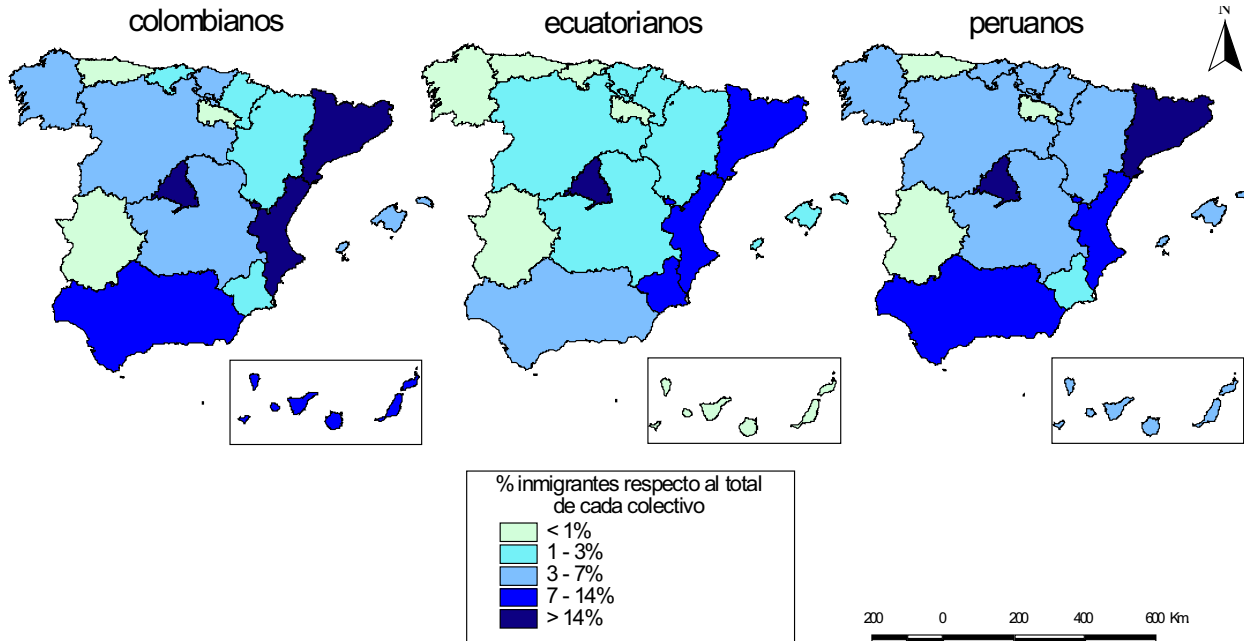 colombianos
ecuatorianos
peruanos
N
% inmigrantes respecto al total
de cada colectivo
< 1%
1 - 3%
3 - 7%
7 - 14%
> 14%
200 0 200 400 600 Km